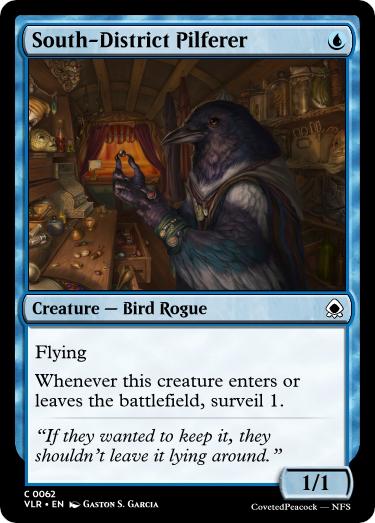 South-District Pilferer
Creature — Bird Rogue
Flying
Whenever this creature enters or
leaves the battlefield, surveil 1.
“If they wanted to keep it, they
shouldn’t leave it lying around.”
1/1
C 0062
VLR • EN Gaston S. Garcia
CovetedPeacock — NFS